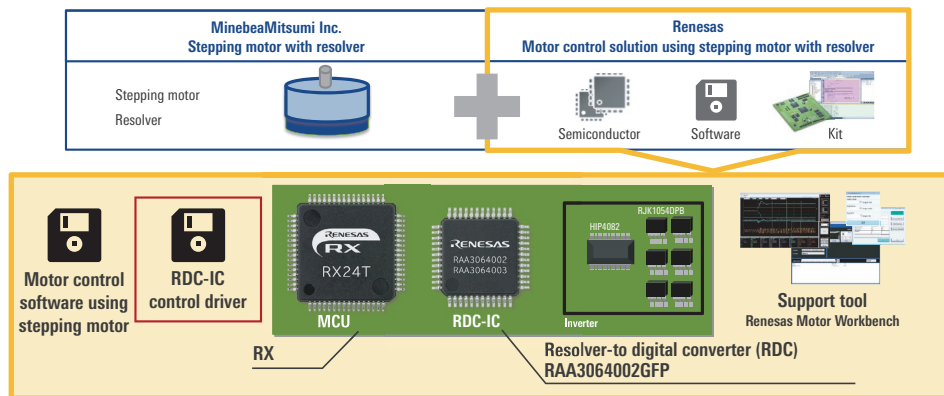 MinebeaMitsumi Inc.
Stepping motor with resolver
Renesas
Motor control solution using stepping motor with resolver
Stepping motor
Resolver
Semiconductor
Software
Kit
Motor control
software using
stepping motor
RDC-IC
control driver
RENESAS
RX
RX24T
MCU
RENESAS
RAA3064002
RAA3064003
RDC-IC
HIP4082
RJK1054DPB
Inverter
Support tool
Renesas Motor Workbench
RX
Resolver-to digital converter (RDC)
RAA3064002GFP